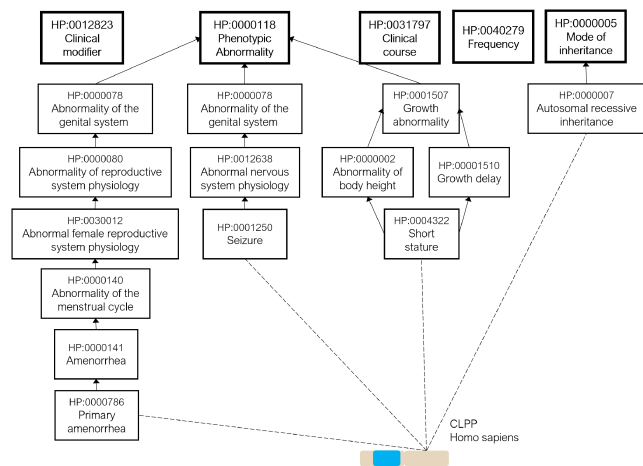 HP:0012823
Clinical
modifier
HP:0000118
Phenotypic
Abnormality
HP:0031797
Clinical
course
HP:0040279
Frequency
HP:0000005
Mode of
inheritance
HP:0000078
Abnormality of the
genital system
HP:0000078
Abnormality of the
genital system
HP:0001507
Growth
abnormality
HP:0000007
Autosomal recessive
inheritance
HP:0000080
Abnormality of reproductive
system physiology
HP:0012638
Abnormal nervous
system physiology
HP:0000002
Abnormality of
body height
HP:00001510
Growth delay
HP:0030012
Abnormal female reproductive
system physiology
HP:0001250
Seizure
HP:0004322
Short
stature
HP:0000140
Abnormality of the
menstrual cycle
HP:0000141
Amenorrhea
HP:0000786
Primary
amenorrhea
CLPP
Homo sapiens